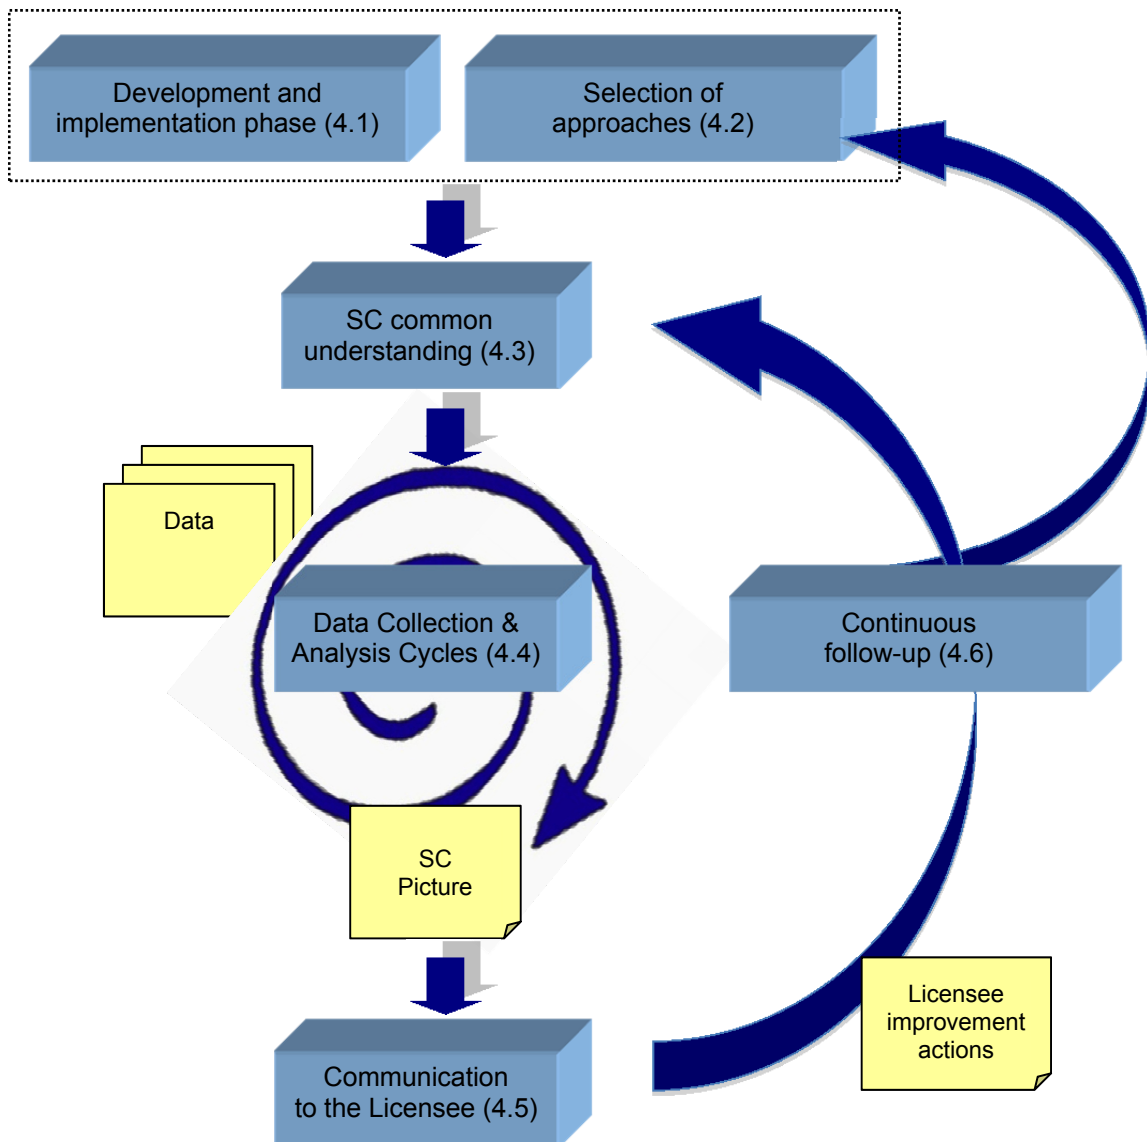 Development and
implementation phase (4.1)
Selection of
approaches (4.2)
SC common
understanding (4.3)
Data
Data Collection &
Analysis Cycles (4.4)
Continuous
follow-up (4.6)
SC
Picture
Licensee
improvement
actions
Communication
to the Licensee (4.5)